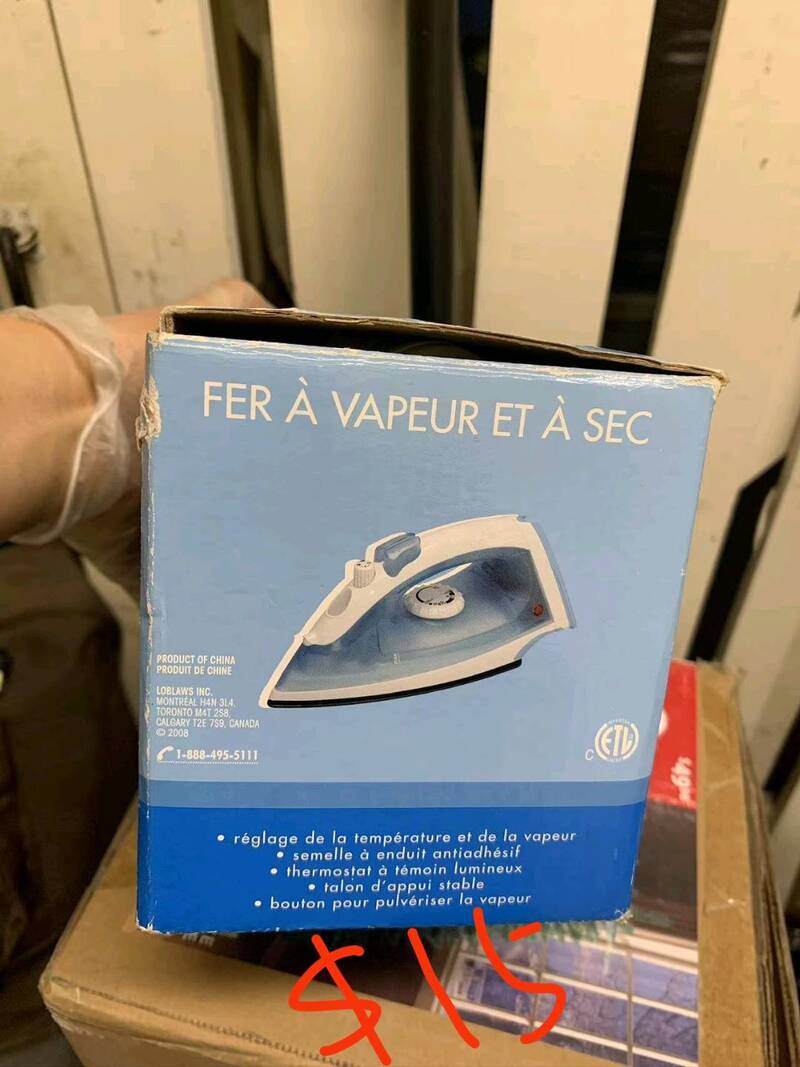 FER À VAPEUR ET À SEC
PRODUCT OF CHINA
PRODUIT DE CHINE
LOBLAWS INC.
MONTRÉAL H4N 3L4,
TORONTO M4T 2S8,
CALGARY T2E 7S9, CANADA
© 2008
1-888-495-5111
C ETL
• réglage de la température et de la vapeur
• semelle à enduit antiadhésif
• thermostat à témoin lumineux
• talon d'appui stable
• bouton pour pulvériser la vapeur
$15